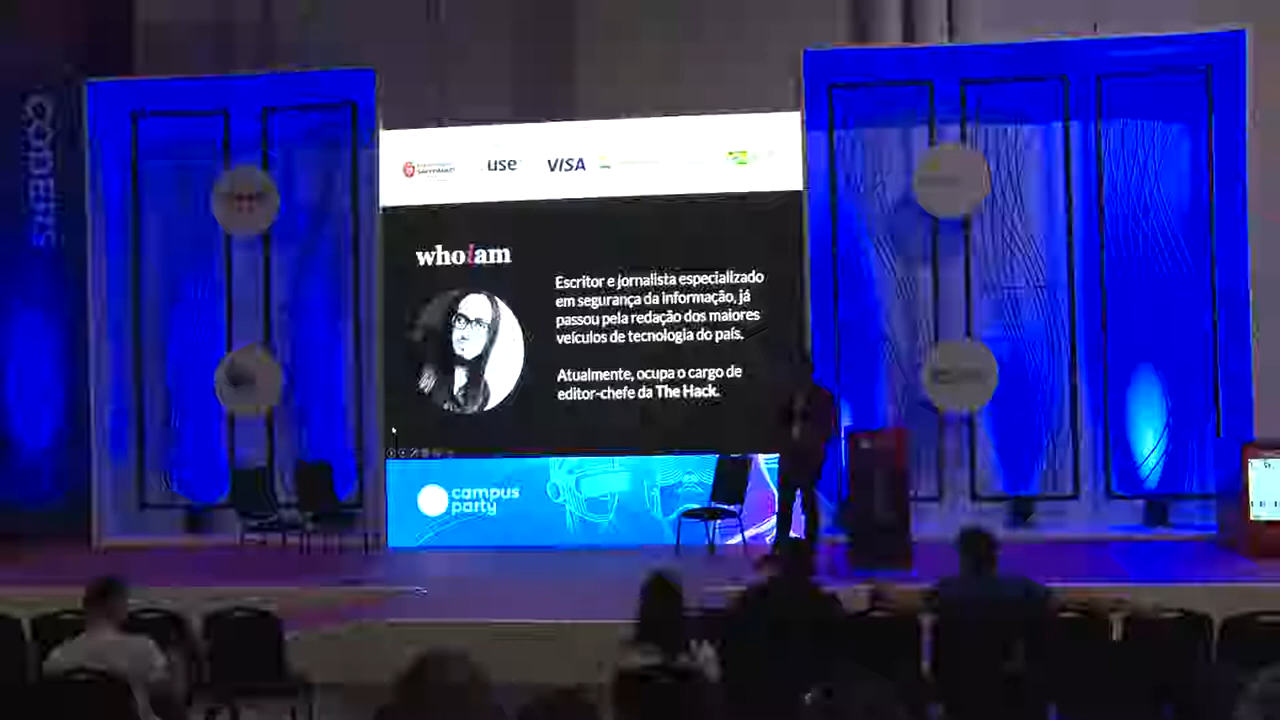 use
VISA
whoiam
Escritor e jornalista especializado
em segurança da informação, já
passou pela redação dos maiores
veículos de tecnologia do país.
Atualmente, ocupa o cargo de
editor-chefe da The Hack.
campus
party